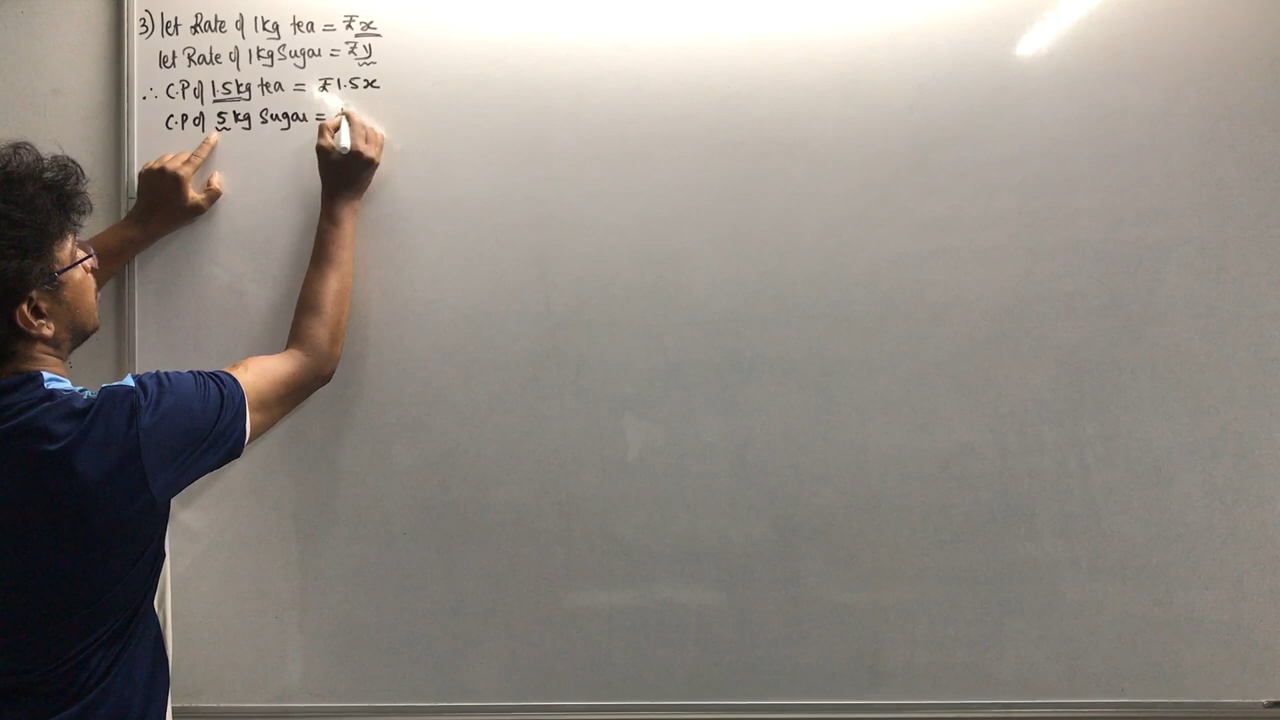 3) let Rate of 1kg tea = ₹x
let Rate of 1kg Sugar = ₹y
∴ C.P of 1.5kg tea = ₹1.5x
C.P of 5kg Sugar =